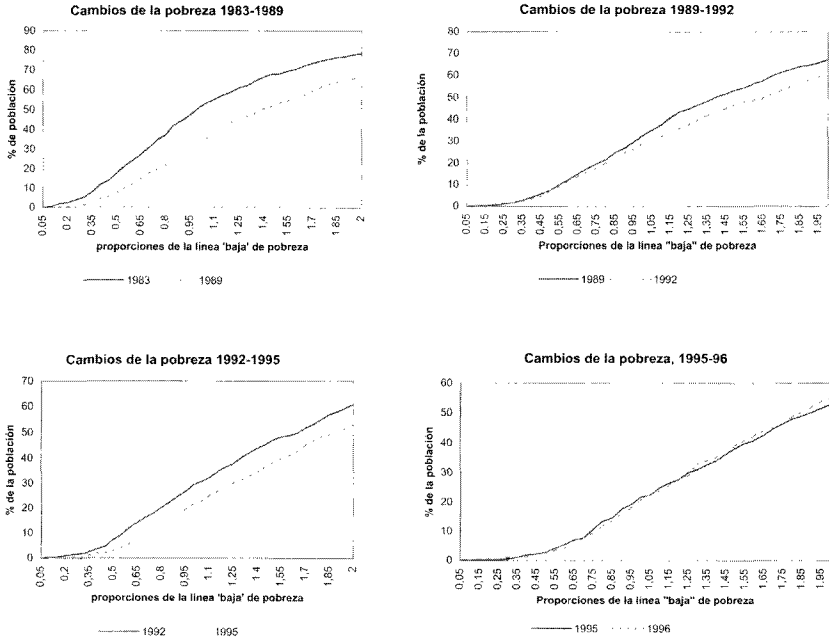 Cambios de la pobreza 1983-1989
90
80
70
60
50
40
30
20
10
0
% de población
0,05 0,2 0,35 0,5 0,65 0,8 0,95 1,1 1,25 1,4 1,55 1,7 1,85 2
proporciones de la linea 'baja' de pobreza
1983 1989
Cambios de la pobreza 1989-1992
80
70
60
50
40
30
20
10
0
% de la población
0,05 0,15 0,25 0,35 0,45 0,55 0,65 0,75 0,85 0,95 1,05 1,15 1,25 1,35 1,45 1,55 1,65 1,75 1,85 1,95
Proporciones de la línea "baja" de pobreza
1989 1992
Cambios de la pobreza 1992-1995
70
60
50
40
30
20
10
0
% de la población
0,05 0,2 0,35 0,5 0,65 0,8 0,95 1,1 1,25 1,4 1,55 1,7 1,85 2
proporciones de la linea 'baja' de pobreza
1992 1995
Cambios de la pobreza, 1995-96
60
50
40
30
20
10
0
% de la población
0,05 0,15 0,25 0,35 0,45 0,55 0,65 0,75 0,85 0,95 1,05 1,15 1,25 1,35 1,45 1,55 1,65 1,75 1,85 1,95
Proporciones de la línea "baja" de pobreza
1995 1996